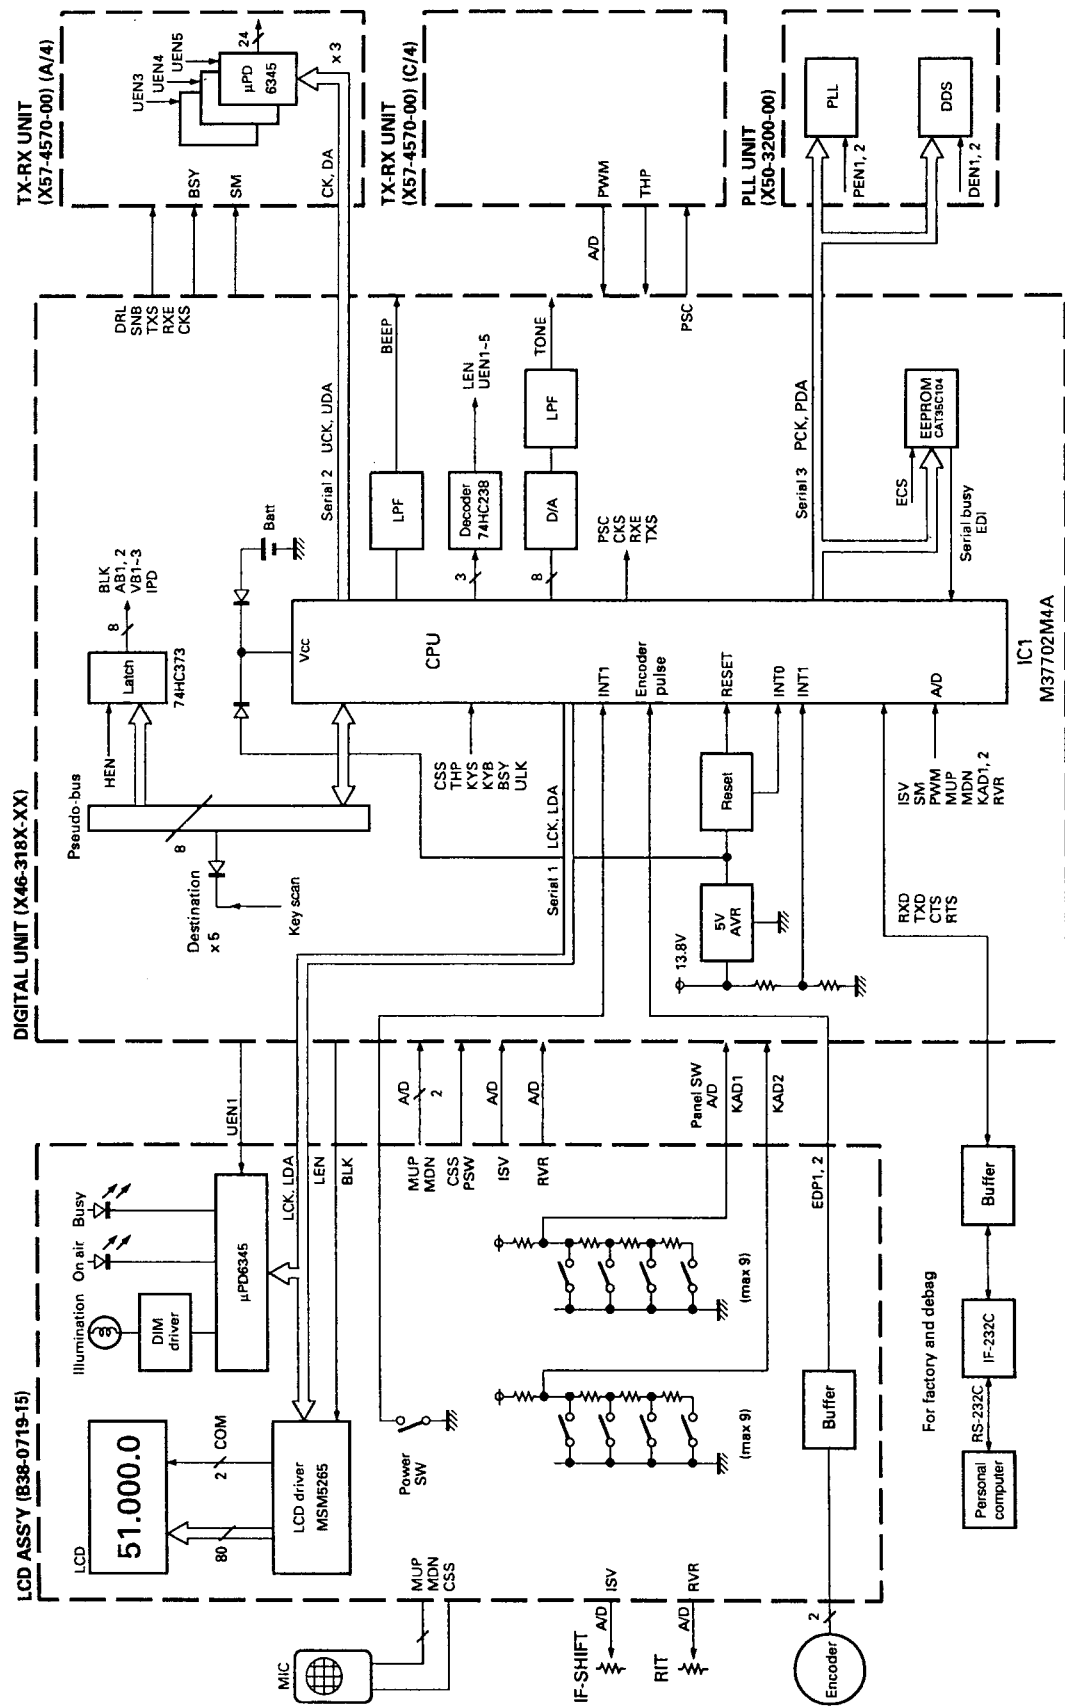 LCD ASS'Y (B38-0719-15)
LCD
51.000.0
80
2
COM
LCD driver
MSM5265
Illumination
On air
Busy
DIM
driver
µPD6345
UEN1
LCK, LDA
LEN
BLK
Power
SW
MUP
MDN
CSS
MIC
MUP
MDN
A/D
2
CSS
PSW
ISV
A/D
RVR
A/D
IF-SHIFT
A/D
ISV
RIT
A/D
RVR
(max 9)
(max 9)
Panel SW
A/D
KAD1
KAD2
EDP1, 2
Buffer
2
Encoder
For factory and debag
Personal
computer
RS-232C
IF-232C
Buffer
DIGITAL UNIT (X46-318X-XX)
Pseudo-bus
8
Destination
x 5
Key scan
HEN
Latch
74HC373
8
BLK
AB1, 2
VB1~3
IPD
Batt
Vcc
CPU
Serial 1
LCK, LDA
CSS
THP
KYS
KYB
BSY
ULK
INT1
Encoder
pulse
RESET
INT0
INT1
A/D
Reset
5V
AVR
13.8V
RXD
TXD
CTS
RTS
ISV
SM
PWM
MUP
MDN
KAD1, 2
RVR
IC1
M37702M4A
Serial 2
UCK, UDA
LPF
BEEP
3
Decoder
74HC238
LEN
UEN1~5
8
D/A
LPF
TONE
PSC
CKS
RXE
TXS
Serial 3
PCK, PDA
ECS
EEPROM
CAT35C104
Serial busy
EDI
DRL
SNB
TXS
RXE
CKS
PSC
TX-RX UNIT
(X57-4570-00) (A/4)
UEN3
UEN4
UEN5
µPD
6345
24
x 3
BSY
SM
CK, DA
TX-RX UNIT
(X57-4570-00) (C/4)
A/D
PWM
THP
PLL UNIT
(X50-3200-00)
PLL
PEN1, 2
DDS
DEN1, 2